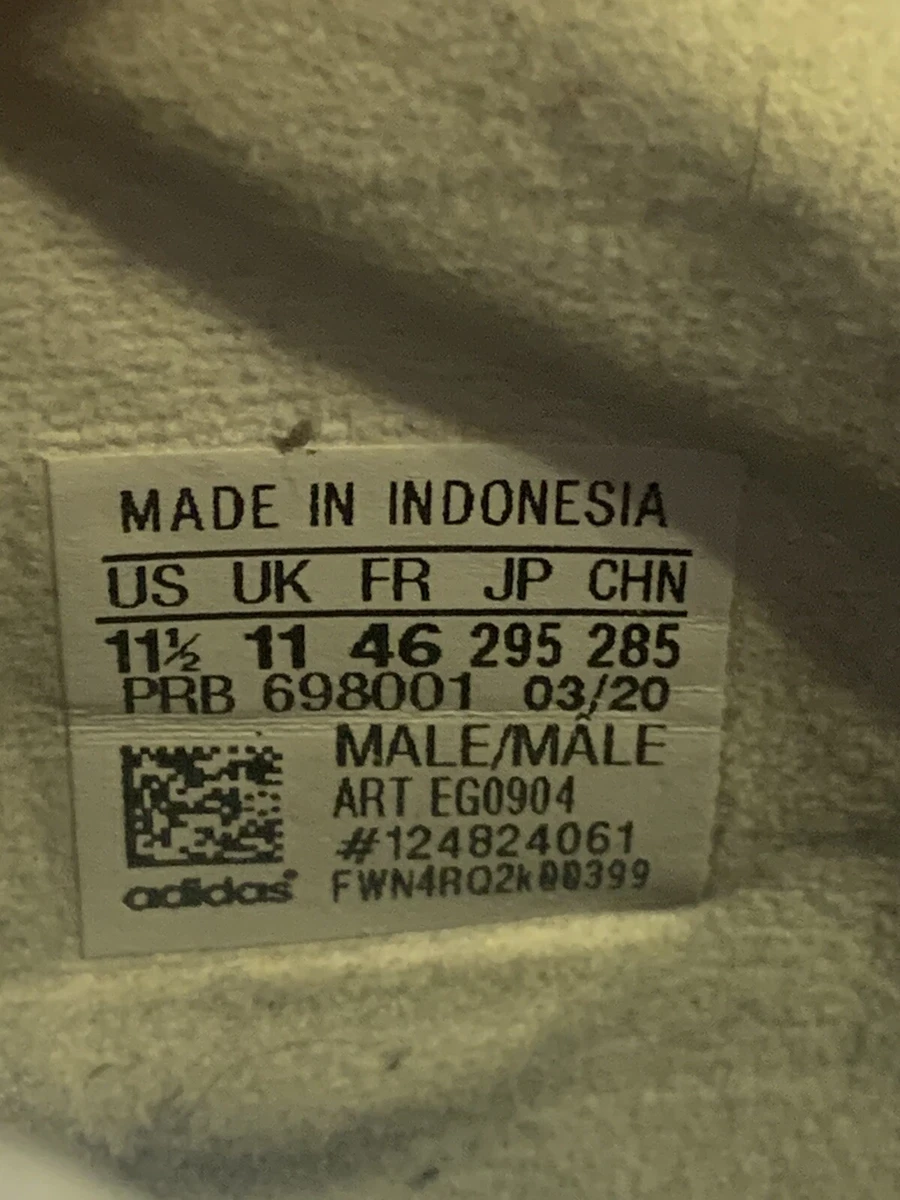 MADE IN INDONESIA
US UK FR JP CHN
11½ 11 46 295 285
PRB 698001 03/20
MALE/MÂLE
ART EG0904
#124824061
adidas® FWN4RQ2k00399